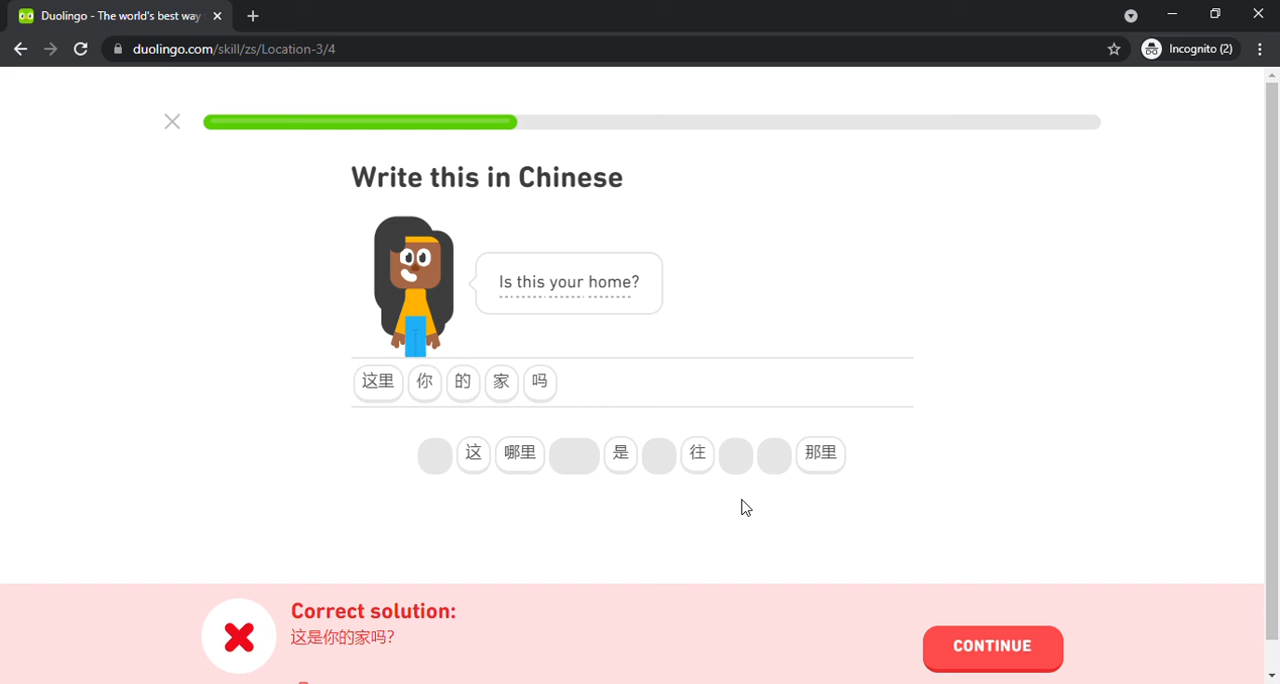 Duolingo - The world's best way
duolingo.com/skill/zs/Location-3/4
Incognito (2)
Write this in Chinese
Is this your home?
这里 你 的 家 吗
这 哪里 是 往 那里
Correct solution:
这是你的家吗?
CONTINUE